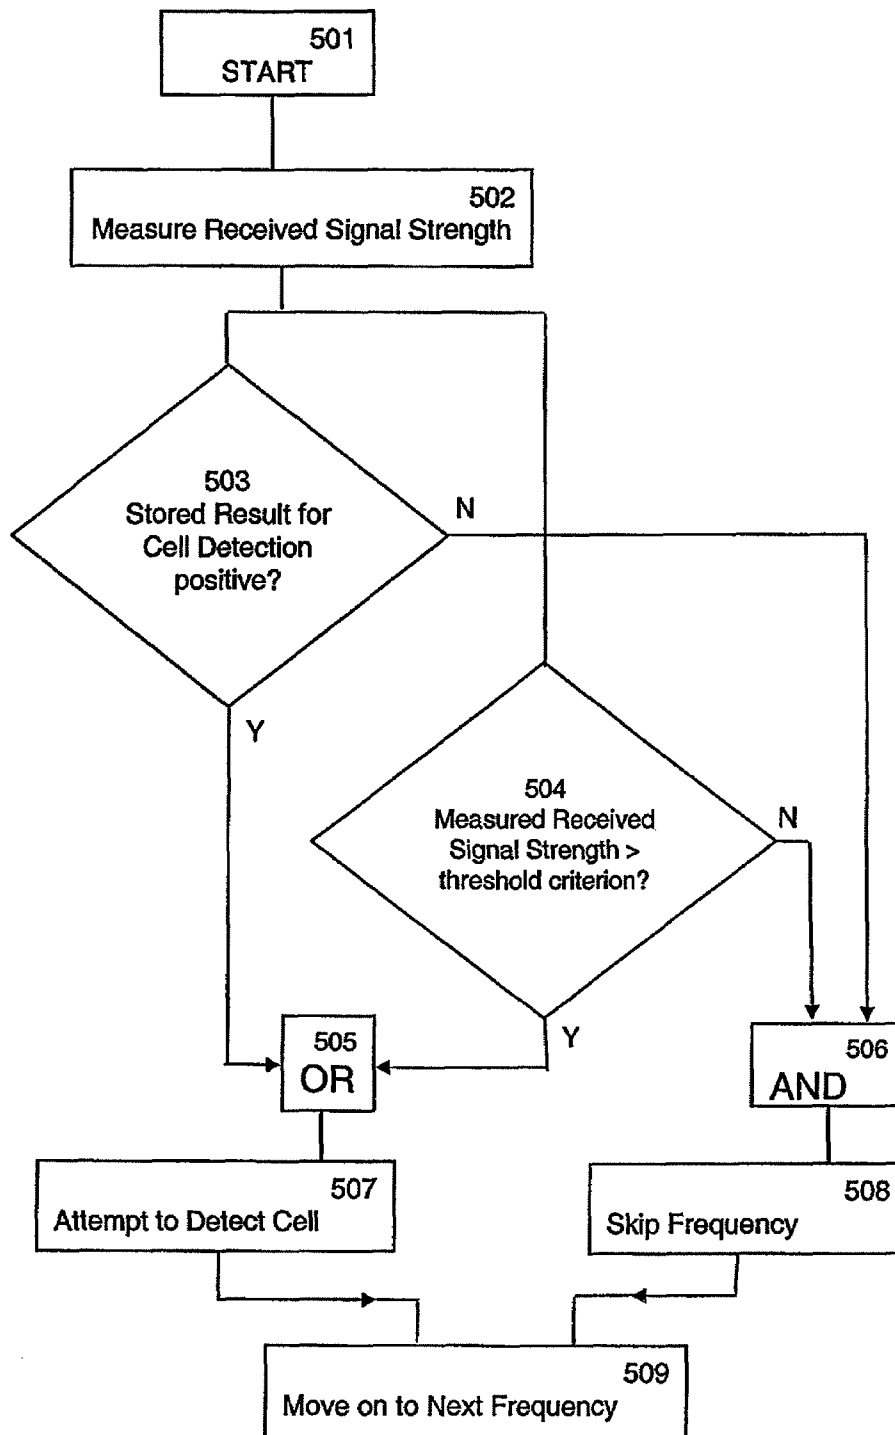 501
START
502
Measure Received Signal Strength
503
Stored Result for
Cell Detection
positive?
N
Y
504
Measured Received
Signal Strength >
threshold criterion?
N
Y
505
OR
506
AND
507
Attempt to Detect Cell
508
Skip Frequency
509
Move on to Next Frequency